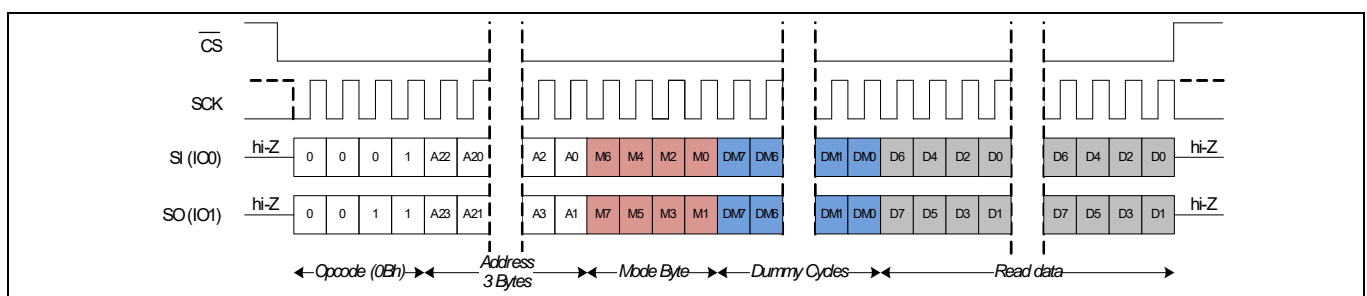 CS
SCK
SI (IO0) hi-Z 0 0 0 1 A22 A20 A2 A0 M6 M4 M2 M0 DM7 DM6 DM1 DM0 D6 D4 D2 D0 D6 D4 D2 D0 hi-Z
SO (IO1) hi-Z 0 0 1 1 A23 A21 A3 A1 M7 M5 M3 M1 DM7 DM6 DM1 DM0 D7 D5 D3 D1 D7 D5 D3 D1 hi-Z
Opcode (0Bh) Address Mode Byte Dummy Cycles Read data
3 Bytes